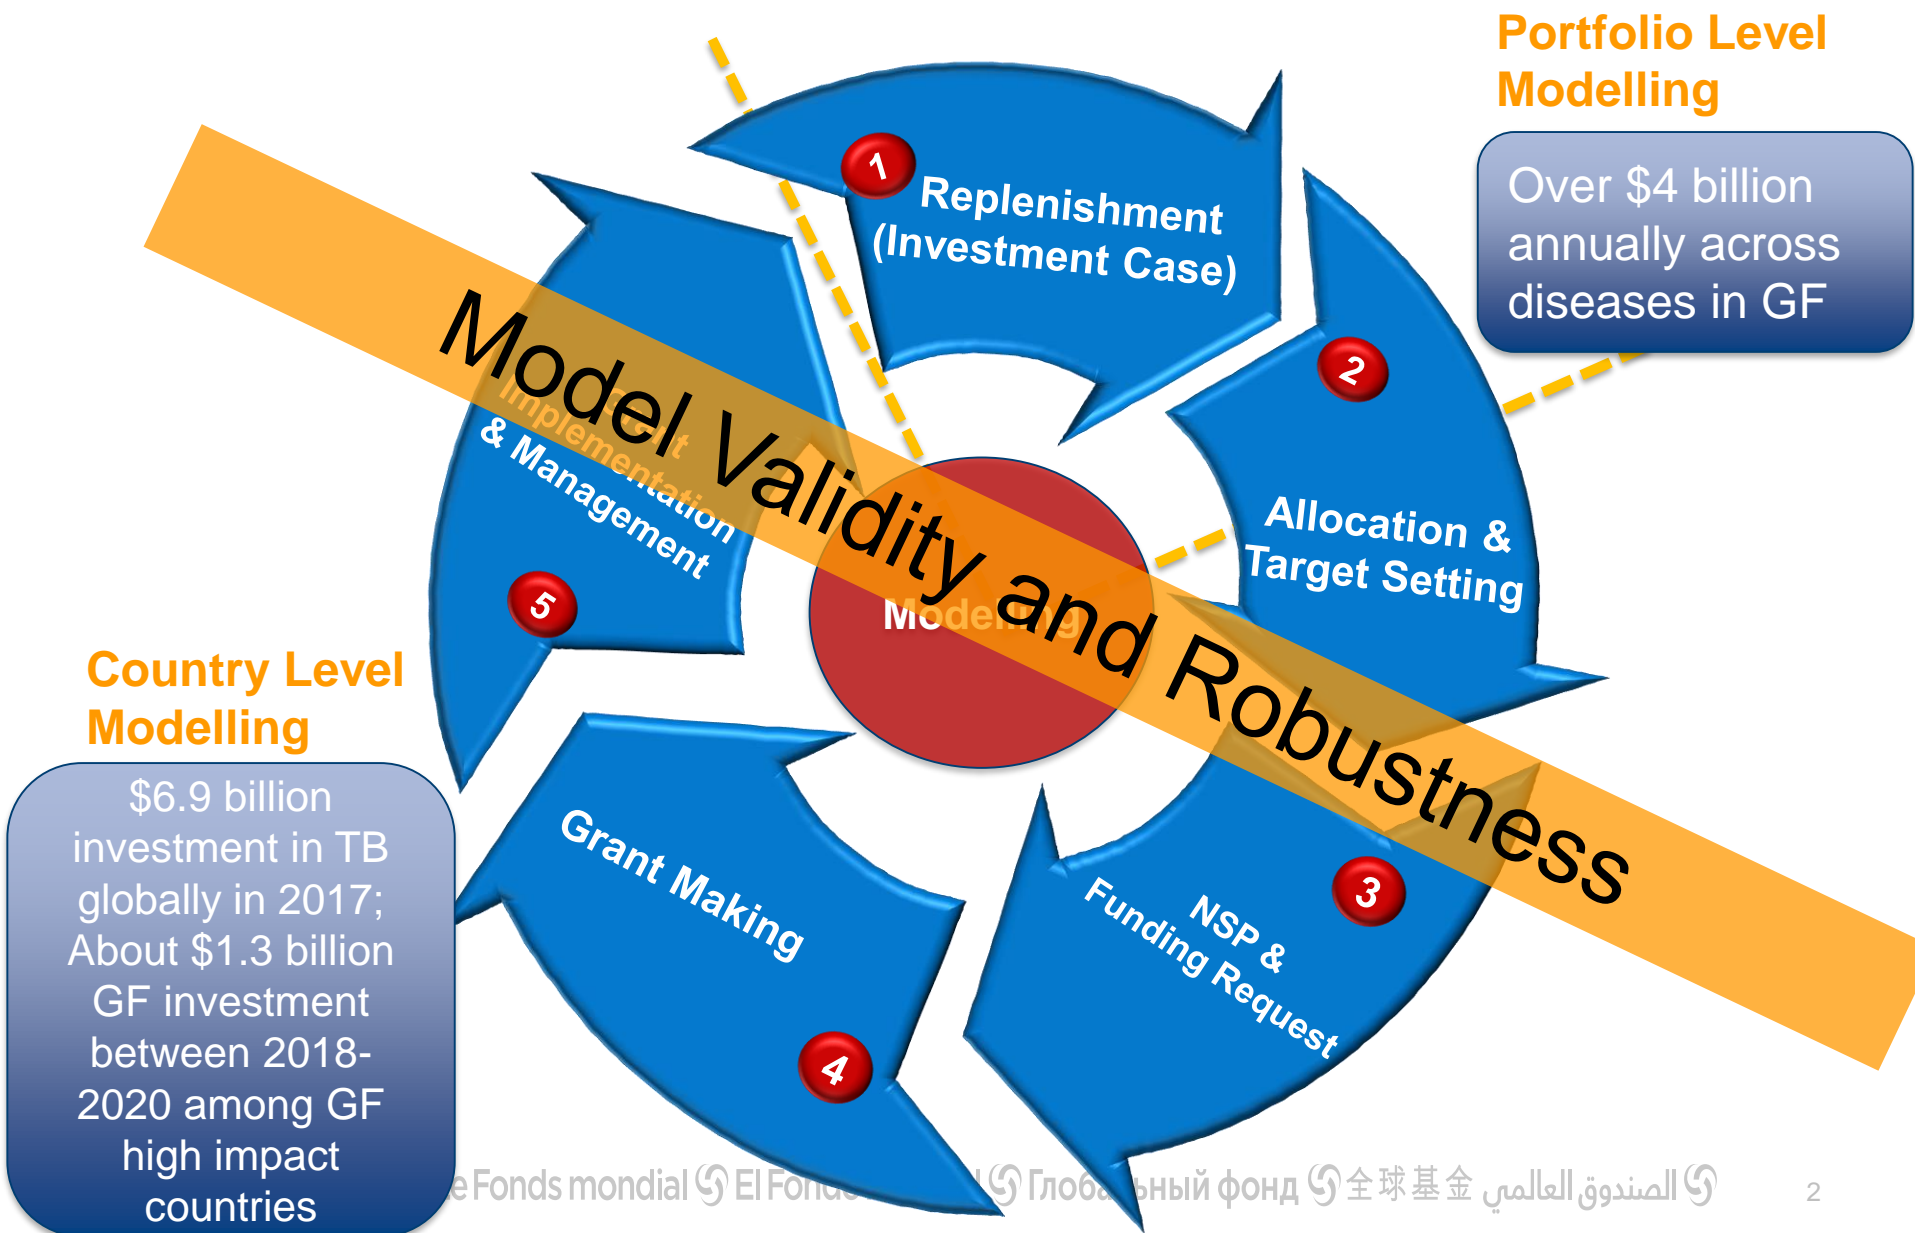 Portfolio Level
Modelling
Over $4 billion
annually across
diseases in GF
1
Replenishment
(Investment Case)
2
Allocation &
Target Setting
3
NSP &
Funding Request
4
Grant Making
5
Grant
Implementation
& Management
Modelling
Model Validity and Robustness
Country Level
Modelling
$6.9 billion
investment in TB
globally in 2017;
About $1.3 billion
GF investment
between 2018-
2020 among GF
high impact
countries
e Fonds mondial El Fondo Глобальный фонд 全球基金 الصندوق العالمي
2